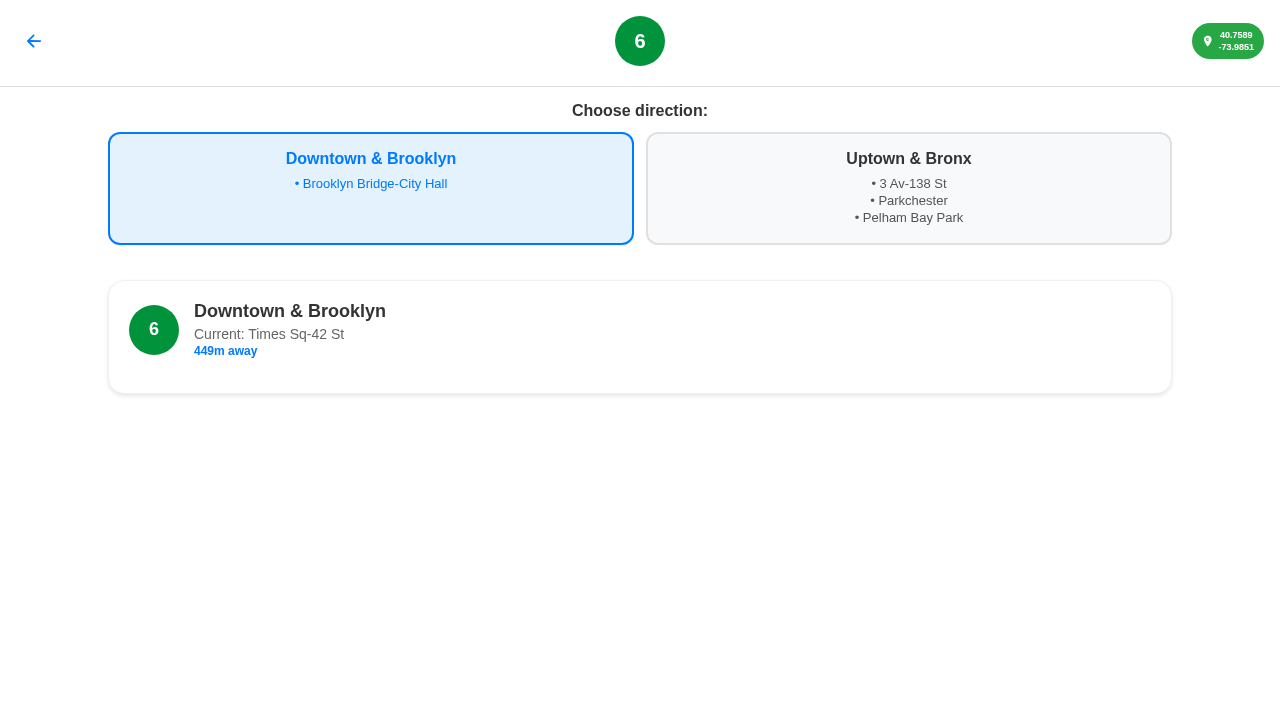 6
40.7589
-73.9851
Choose direction:
Downtown & Brooklyn
• Brooklyn Bridge-City Hall
Uptown & Bronx
• 3 Av-138 St
• Parkchester
• Pelham Bay Park
6
Downtown & Brooklyn
Current: Times Sq-42 St
449m away